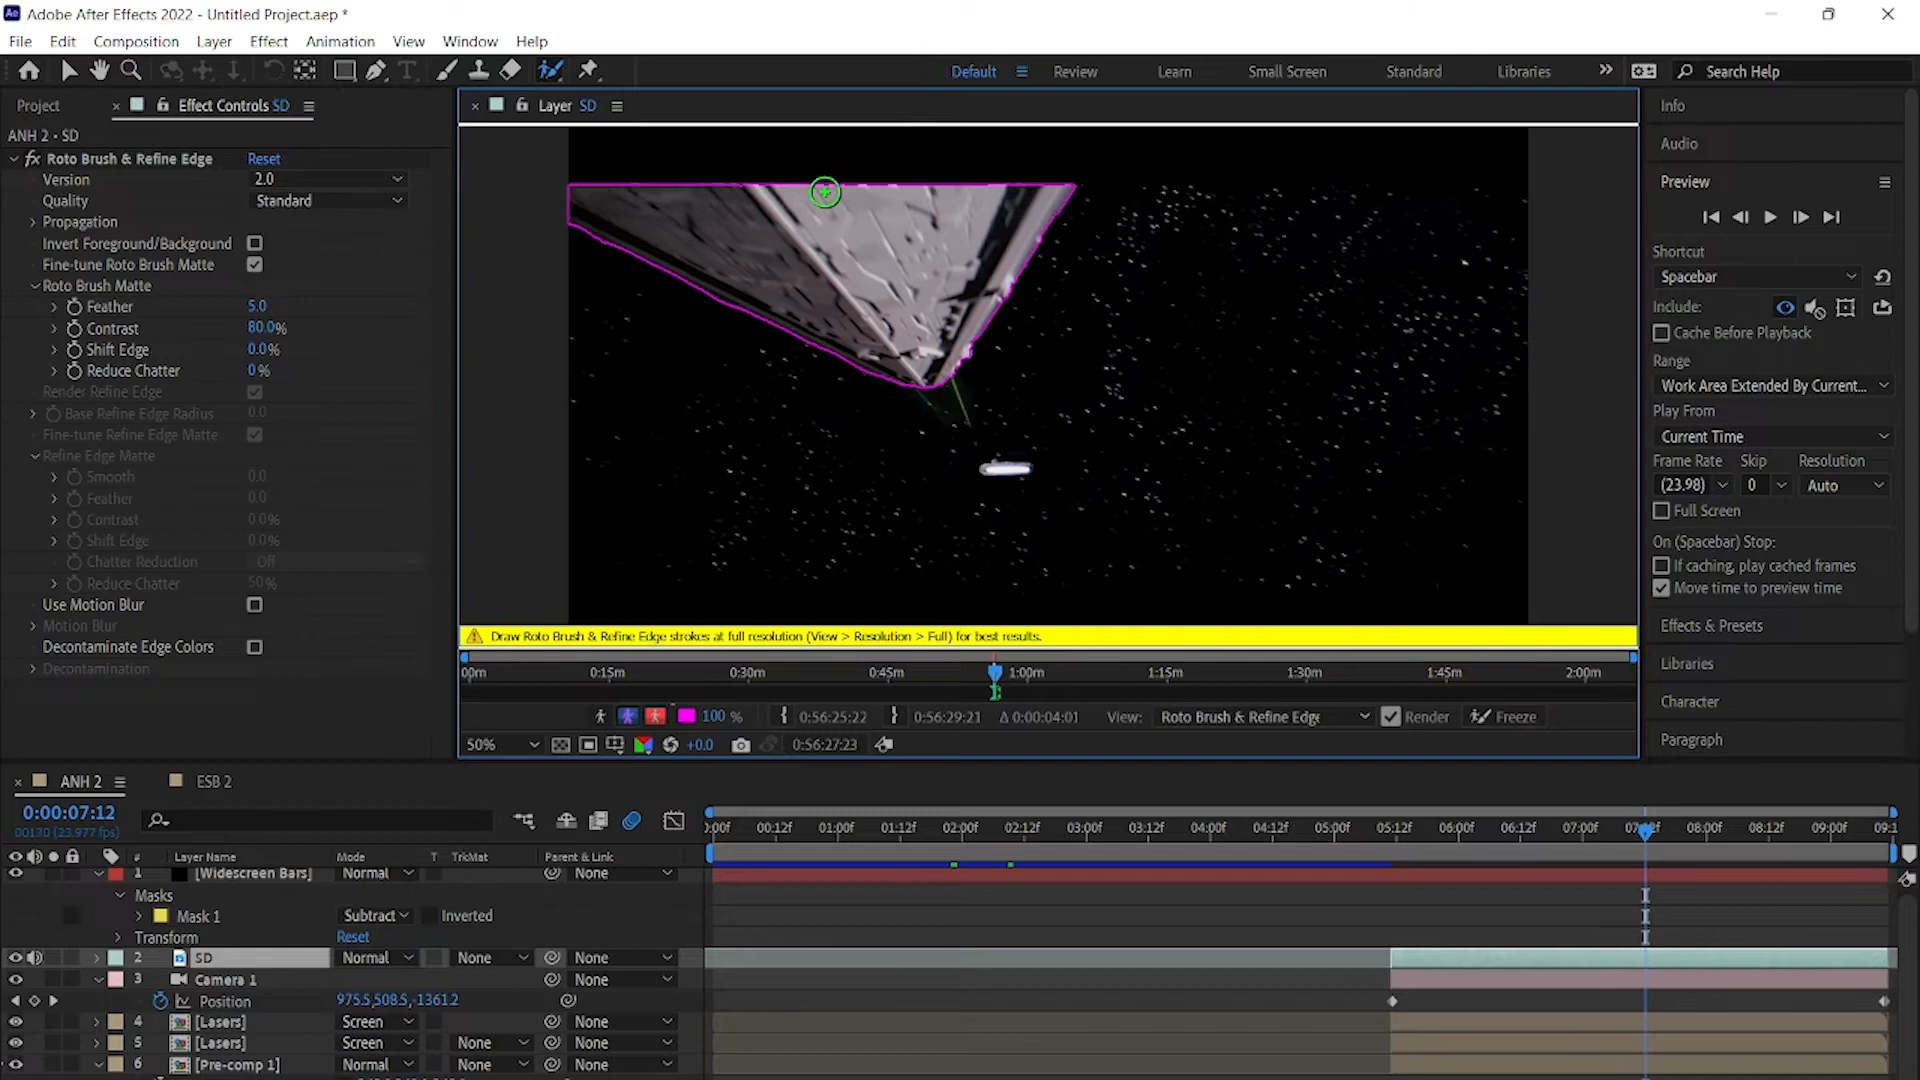 Adobe After Effects 2022 - Untitled Project.aep *
File Edit Composition Layer Effect Animation View Window Help
Default Review Learn Small Screen Standard Libraries Search Help
Project Effect Controls SD
ANH 2 • SD
fx Roto Brush & Refine Edge Reset
Version 2.0
Quality Standard
Propagation
Invert Foreground/Background
Fine-tune Roto Brush Matte
Roto Brush Matte
Feather 5.0
Contrast 80.0%
Shift Edge 0.0%
Reduce Chatter 0%
Render Refine Edge
Base Refine Edge Radius 0.0
Fine-tune Refine Edge Matte
Refine Edge Matte
Smooth 0.0
Feather 0.0
Contrast 0.0%
Shift Edge 0.0%
Chatter Reduction Off
Reduce Chatter 50%
Use Motion Blur
Motion Blur
Decontaminate Edge Colors
Decontamination
Layer SD
Draw Roto Brush & Refine Edge strokes at full resolution (View > Resolution > Full) for best results.
00m 0:15m 0:30m 0:45m 1:00m 1:15m 1:30m 1:45m 2:00m
100 % 0:56:25:22 0:56:29:21 Δ 0:00:04:01 View: Roto Brush & Refine Edge Render Freeze
50% +0.0 0:56:27:23
Info
Audio
Preview
Shortcut
Spacebar
Include:
Cache Before Playback
Range
Work Area Extended By Current...
Play From
Current Time
Frame Rate Skip Resolution
(23.98) 0 Auto
Full Screen
On (Spacebar) Stop:
If caching, play cached frames
Move time to preview time
Effects & Presets
Libraries
Character
Paragraph
ANH 2 ESB 2
0:00:07:12
(23.977 fps)
:00f 00:12f 01:00f 01:12f 02:00f 02:12f 03:00f 03:12f 04:00f 04:12f 05:00f 05:12f 06:00f 06:12f 07:00f 08:00f 08:12f 09:00f 09:1
# Layer Name Mode T TrkMat Parent & Link
1 [Widescreen Bars] Normal None
Masks
Mask 1 Subtract Inverted
Transform Reset
2 SD Normal None None
3 Camera 1 None
Position 975.5,508.5,-1361.2
4 [Lasers] Screen None
5 [Lasers] Screen None None
6 [Pre-comp 1] Normal None None